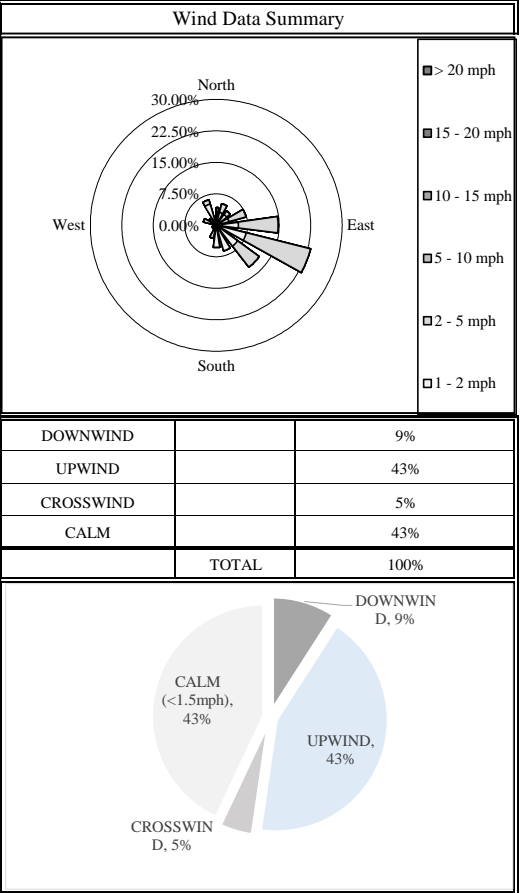 Wind Data Summary
North
30.00%
22.50%
15.00%
7.50%
0.00%
West
East
South
> 20 mph
15 - 20 mph
10 - 15 mph
5 - 10 mph
2 - 5 mph
1 - 2 mph
DOWNWIND 9%
UPWIND 43%
CROSSWIND 5%
CALM 43%
TOTAL 100%
DOWNWIN
D, 9%
CALM
(<1.5mph),
43%
UPWIND,
43%
CROSSWIN
D, 5%